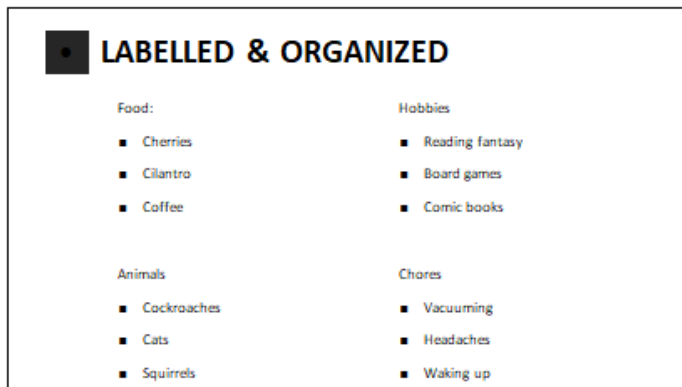 LABELLED & ORGANIZED
Food:
■ Cherries
■ Cilantro
■ Coffee
Hobbies
■ Reading fantasy
■ Board games
■ Comic books
Animals
■ Cockroaches
■ Cats
■ Squirrels
Chores
■ Vacuuming
■ Headaches
■ Waking up